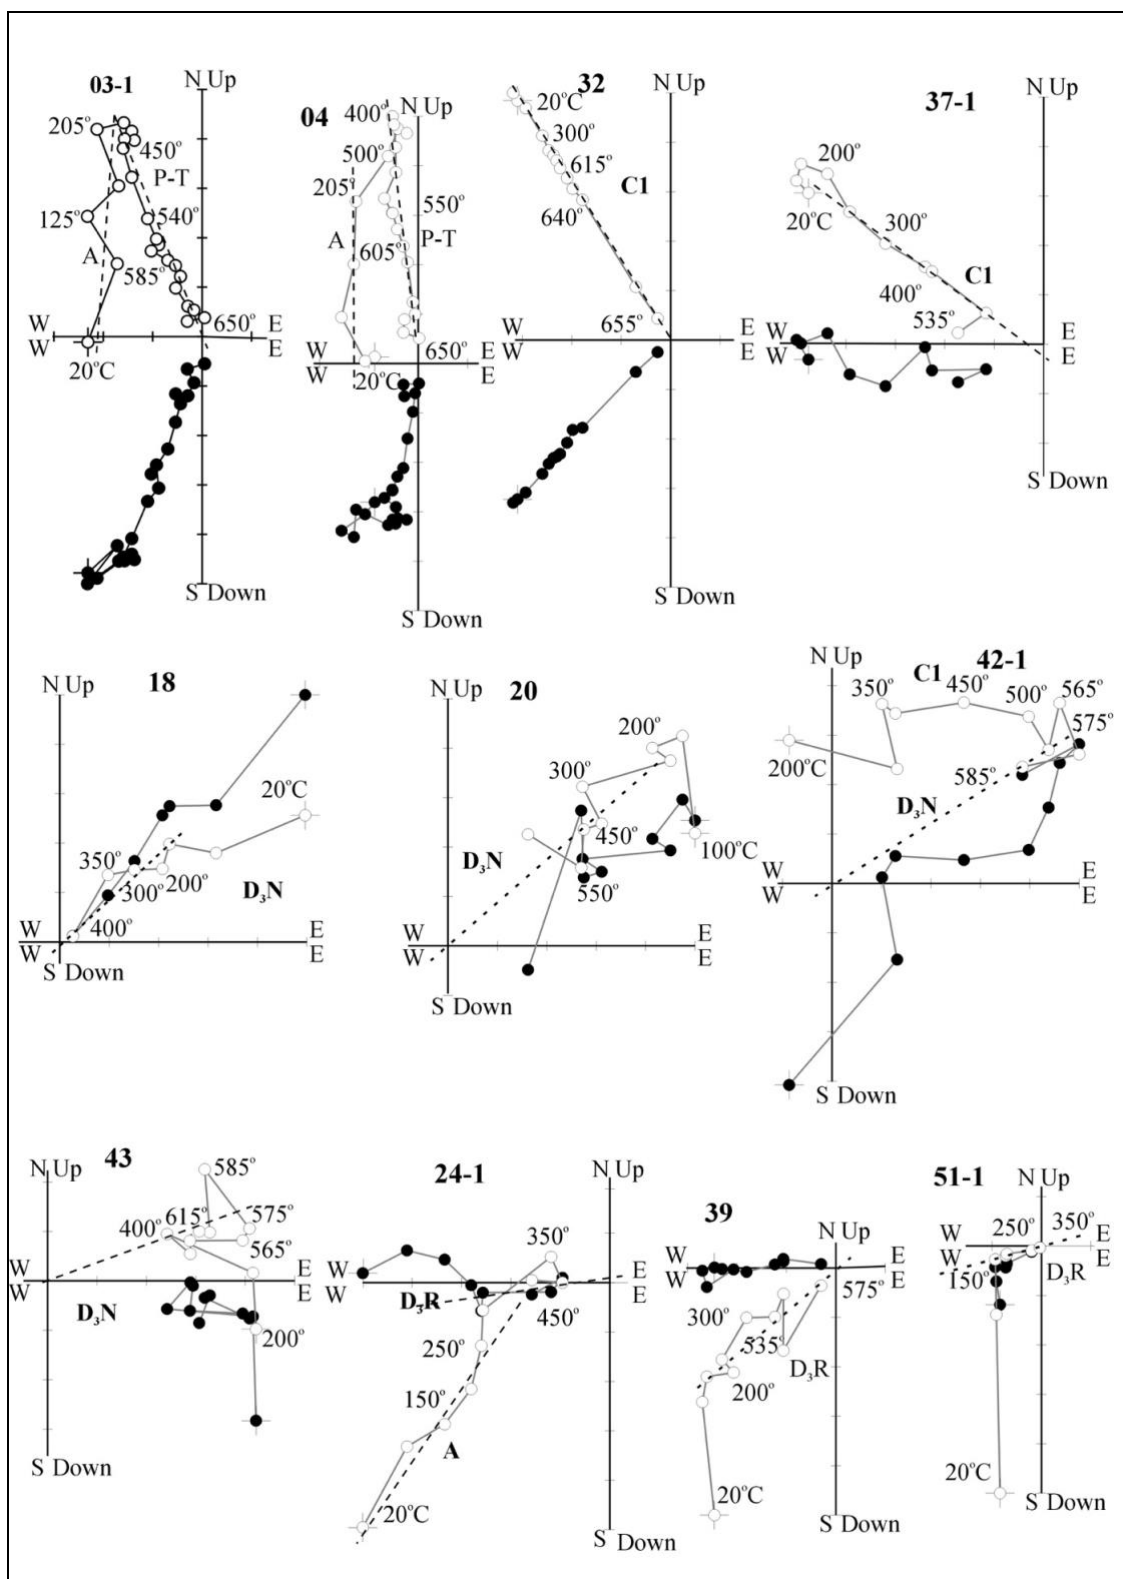 03-1
N Up
205°
450°
P-T
125°
540°
A
585°
650°
W E
W E
20°C
S Down
04
400°
N Up
500°
205°
550°
A
P-T
605°
650°
W E
W E
20°C
S Down
32
N Up
20°C
300°
615°
C1
640°
655°
W E
W E
S Down
37-1
N Up
200°
20°C
300°
C1
400°
535°
W E
W E
S Down
18
N Up
20°C
350°
300°
200°
D₃N
400°
W E
W E
S Down
20
N Up
200°
300°
450°
100°C
D₃N
550°
W E
W E
S Down
42-1
N Up
C1
350°
450°
500°
565°
575°
200°C
585°
D₃N
W E
W E
S Down
43
N Up
585°
400°
615°
575°
565°
W E
W E
D₃N
200°
S Down
24-1
N Up
350°
W E
W E
D₃R
450°
250°
150°
A
20°C
S Down
39
N Up
W E
W E
575°
300°
535°
D₃R
200°
20°C
S Down
51-1
N Up
250°
350°
W E
W E
150°
D₃R
20°C
S Down